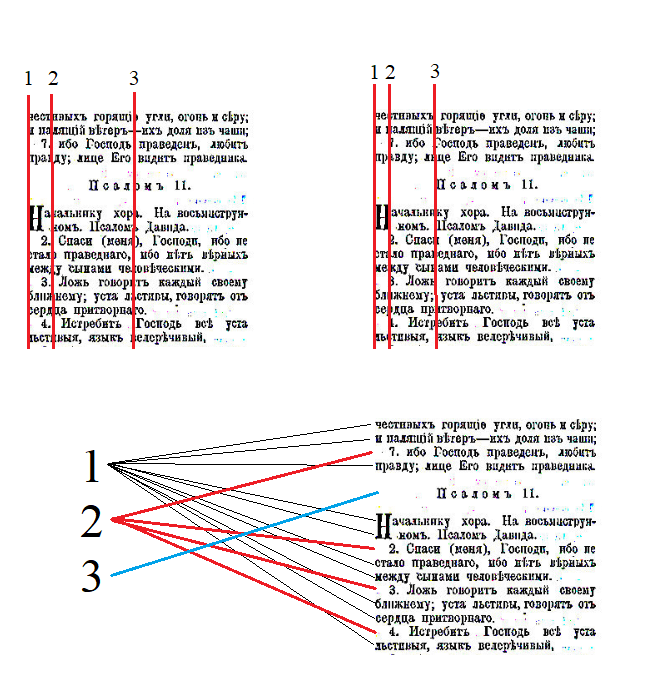 1 2 3
честивыхъ горящіе угли, огонь и сѣру;
и палящій вѣтеръ—ихъ доля изъ чаши;
7. ибо Господь праведенъ, любитъ
правду; лице Его видитъ праведника.
Псаломъ 11.
Начальнику хора. На восьмиструн-
номъ. Псаломъ Давида.
2. Спаси (меня), Господи, ибо не
стало праведнаго, ибо нѣтъ вѣрныхъ
между сынами человѣческими.
3. Ложь говоритъ каждый своему
ближнему; уста льстивы, говорятъ отъ
сердца притворнаго.
4. Истребитъ Господь всѣ уста
льстивыя, языкъ велерѣчивый,
1 2 3
честивыхъ горящіе угли, огонь и сѣру;
и палящій вѣтеръ—ихъ доля изъ чаши;
7. ибо Господь праведенъ, любитъ
правду; лице Его видитъ праведника.
Псаломъ 11.
Начальнику хора. На восьмиструн-
номъ. Псаломъ Давида.
2. Спаси (меня), Господи, ибо не
стало праведнаго, ибо нѣтъ вѣрныхъ
между сынами человѣческими.
3. Ложь говоритъ каждый своему
ближнему; уста льстивы, говорятъ отъ
сердца притворнаго.
4. Истребитъ Господь всѣ уста
льстивыя, языкъ велерѣчивый,
1
2
3
честивыхъ горящіе угли, огонь и сѣру;
и палящій вѣтеръ—ихъ доля изъ чаши;
7. ибо Господь праведенъ, любитъ
правду; лице Его видитъ праведника.
Псаломъ 11.
Начальнику хора. На восьмиструн-
номъ. Псаломъ Давида.
2. Спаси (меня), Господи, ибо не
стало праведнаго, ибо нѣтъ вѣрныхъ
между сынами человѣческими.
3. Ложь говоритъ каждый своему
ближнему; уста льстивы, говорятъ отъ
сердца притворнаго.
4. Истребитъ Господь всѣ уста
льстивыя, языкъ велерѣчивый,